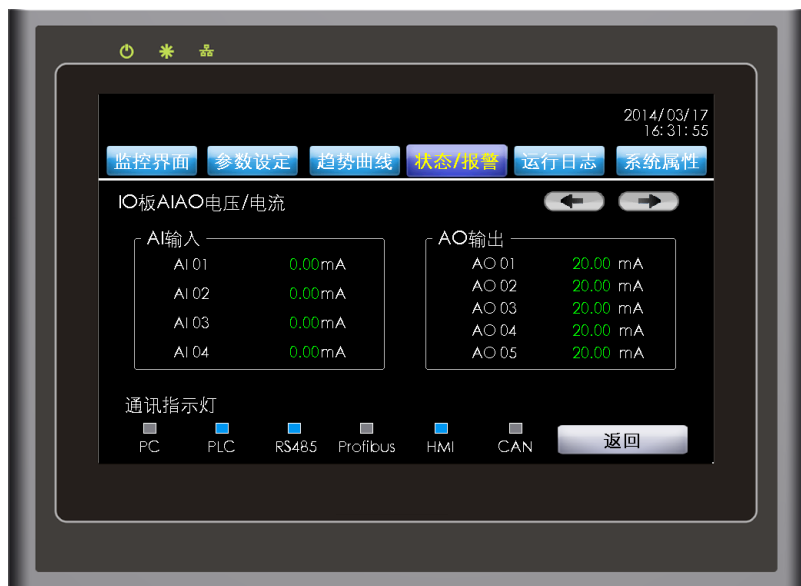 2014/03/17
16:31:55
监控界面 参数设定 趋势曲线 状态/报警 运行日志 系统属性
IO板AIAO电压/电流
AI输入
AI 01 0.00mA
AI 02 0.00mA
AI 03 0.00mA
AI 04 0.00mA
AO输出
AO 01 20.00 mA
AO 02 20.00 mA
AO 03 20.00 mA
AO 04 20.00 mA
AO 05 20.00 mA
通讯指示灯
PC PLC RS485 Profibus HMI CAN
返回